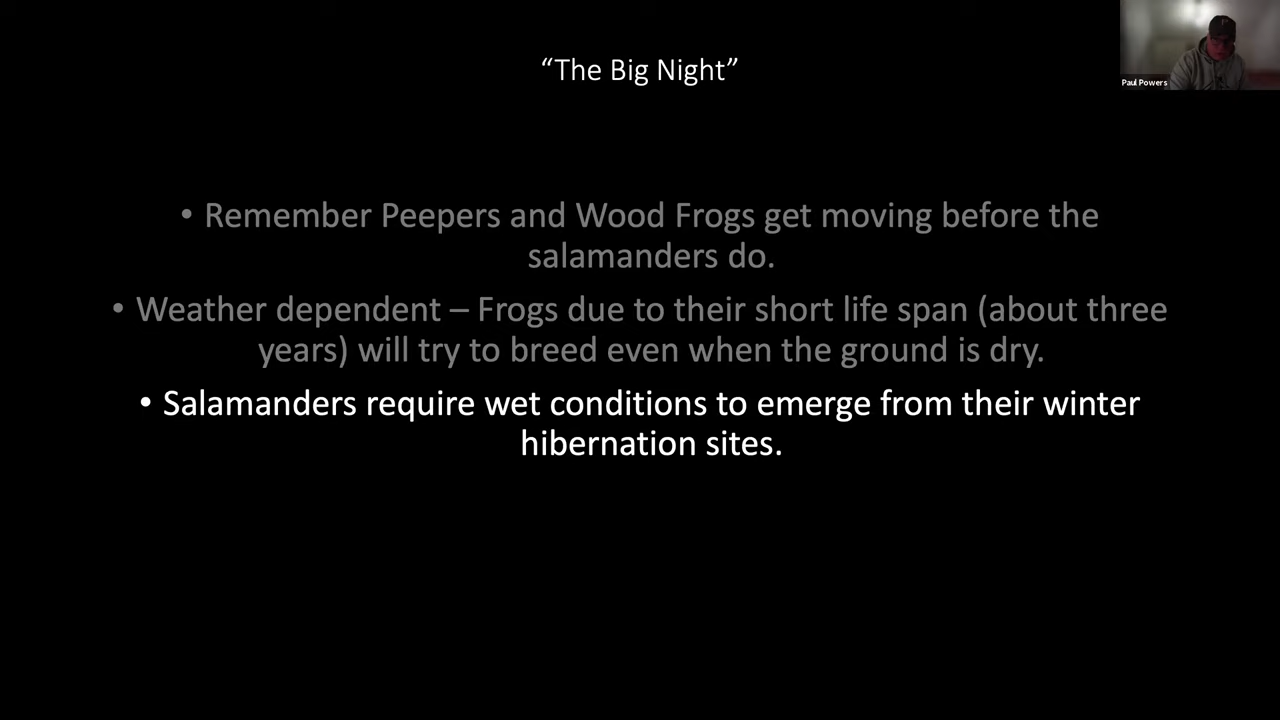 “The Big Night”
Paul Powers
• Remember Peepers and Wood Frogs get moving before the
salamanders do.
• Weather dependent – Frogs due to their short life span (about three
years) will try to breed even when the ground is dry.
• Salamanders require wet conditions to emerge from their winter
hibernation sites.